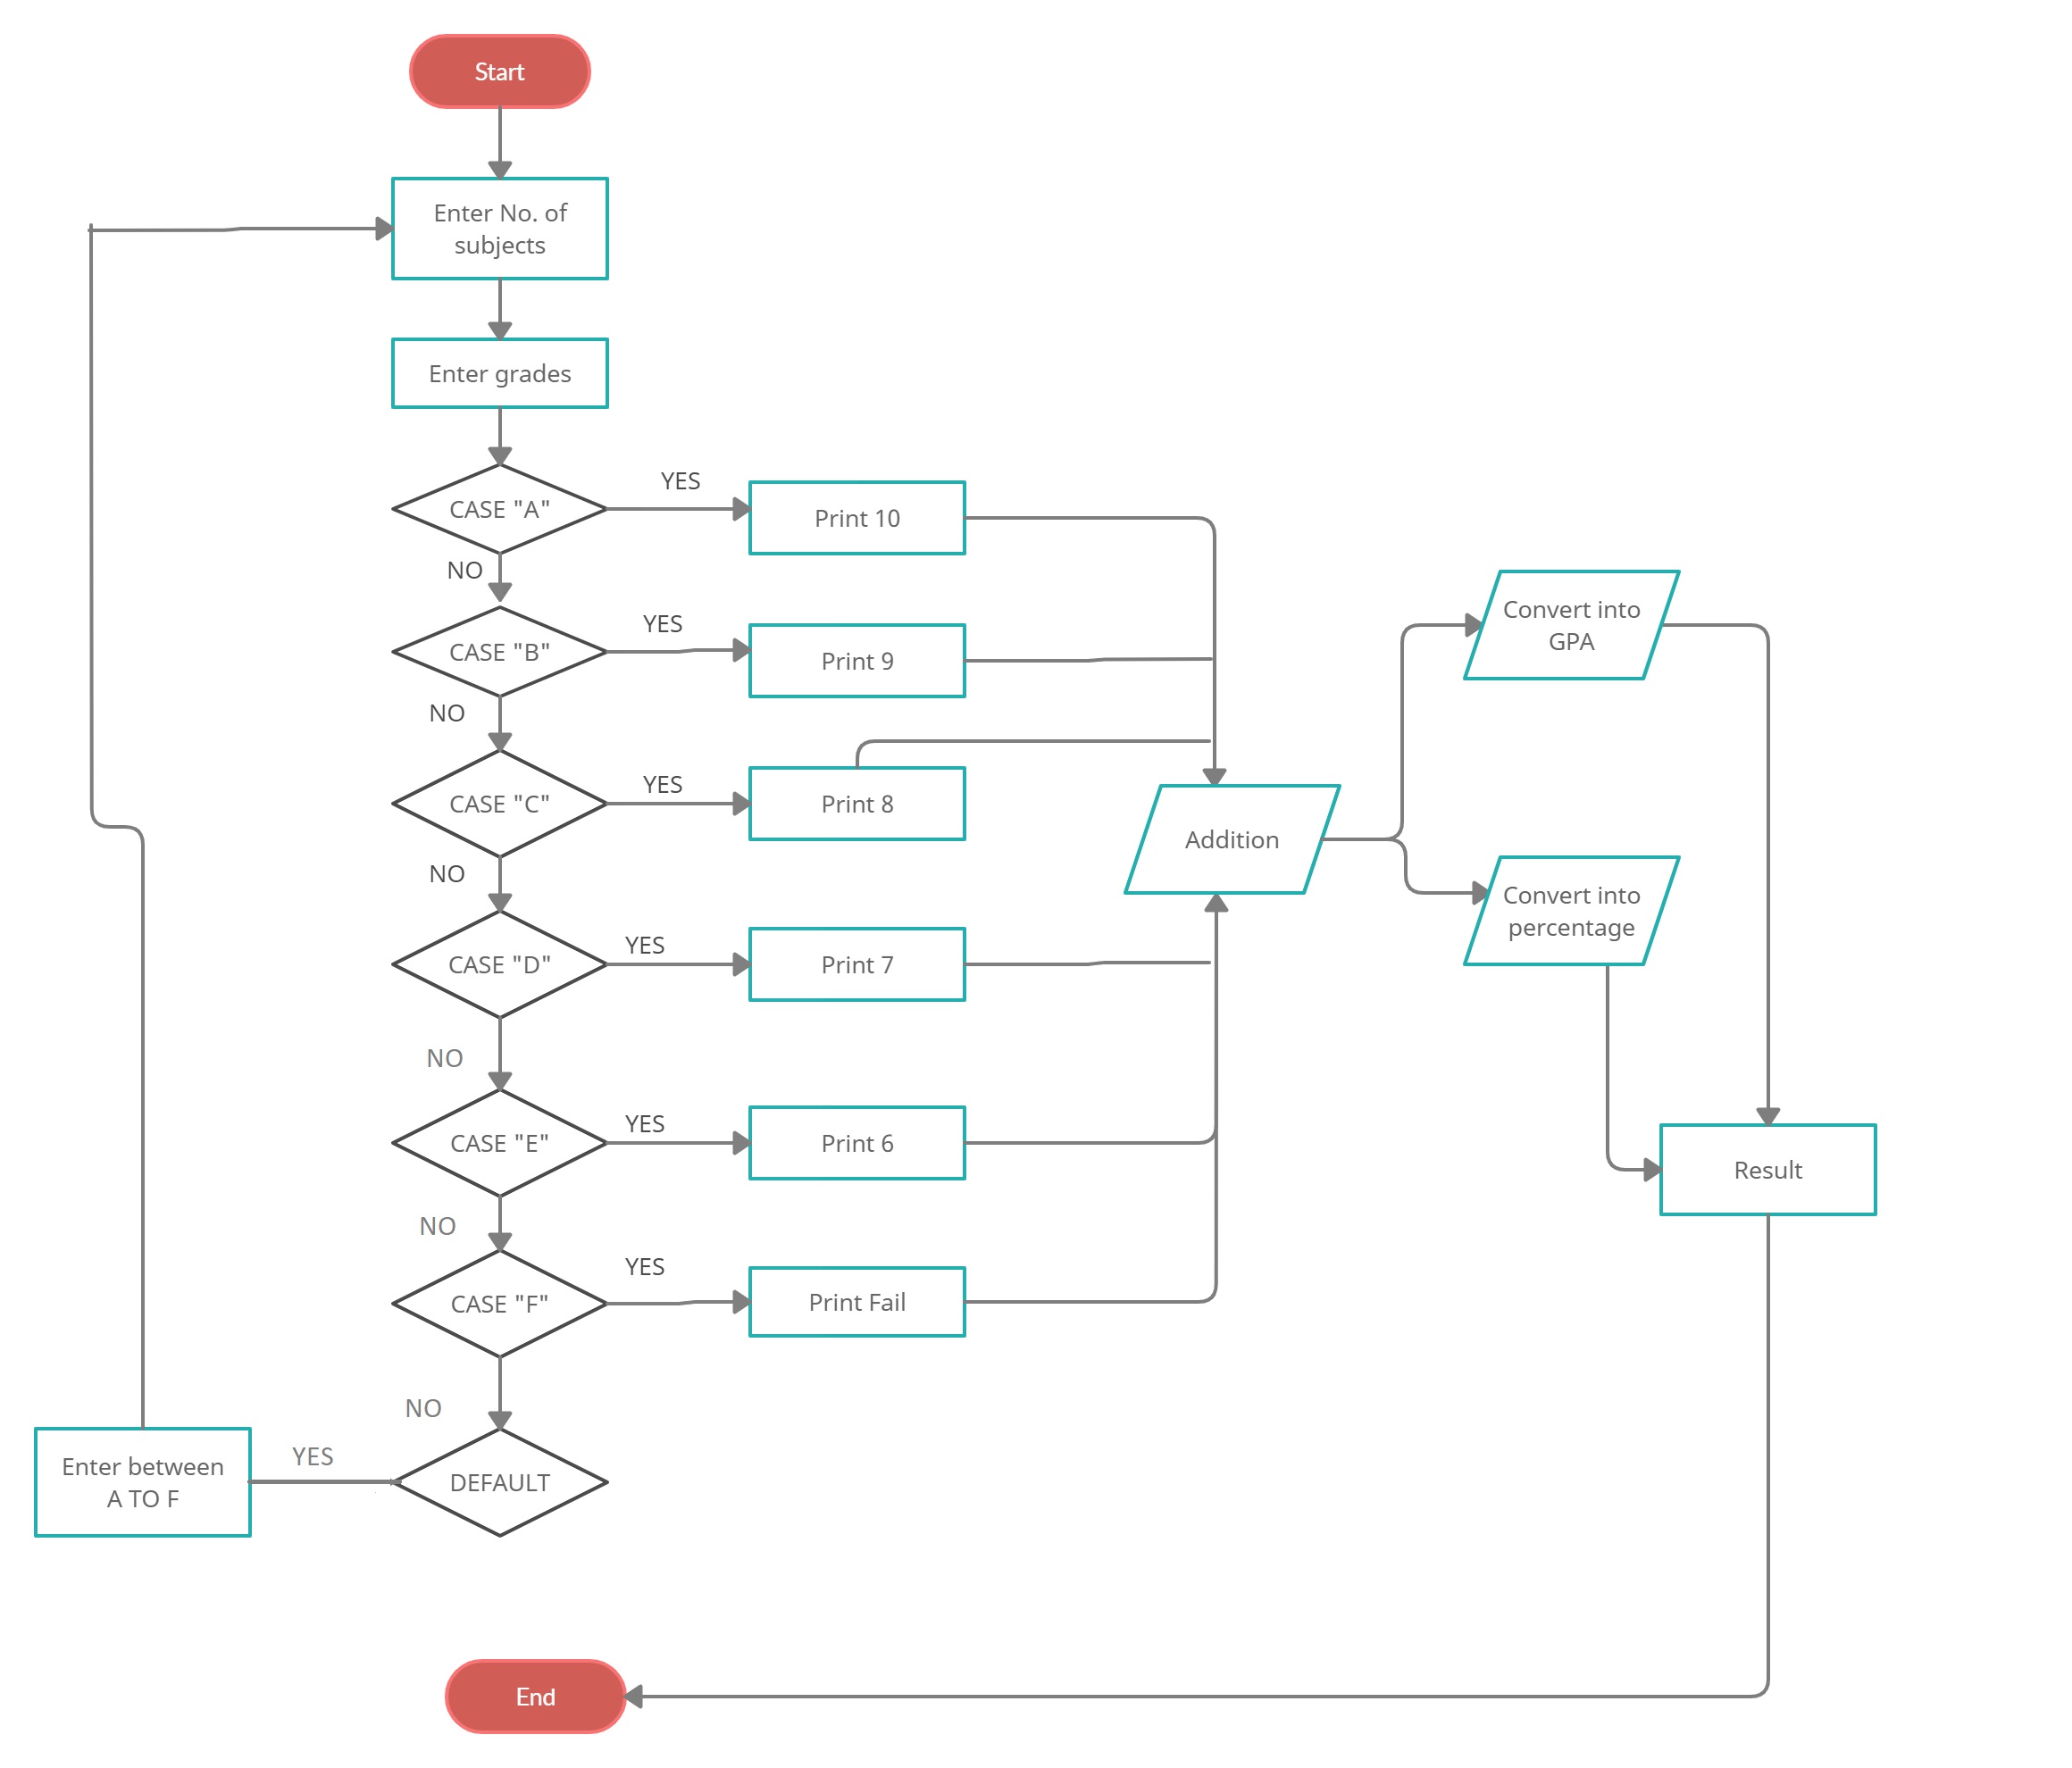 Start
Enter No. of
subjects
Enter grades
CASE "A"
YES
Print 10
NO
CASE "B"
YES
Print 9
NO
CASE "C"
YES
Print 8
NO
CASE "D"
YES
Print 7
NO
CASE "E"
YES
Print 6
NO
CASE "F"
YES
Print Fail
NO
DEFAULT
YES
Enter between
A TO F
Addition
Convert into
GPA
Convert into
percentage
Result
End